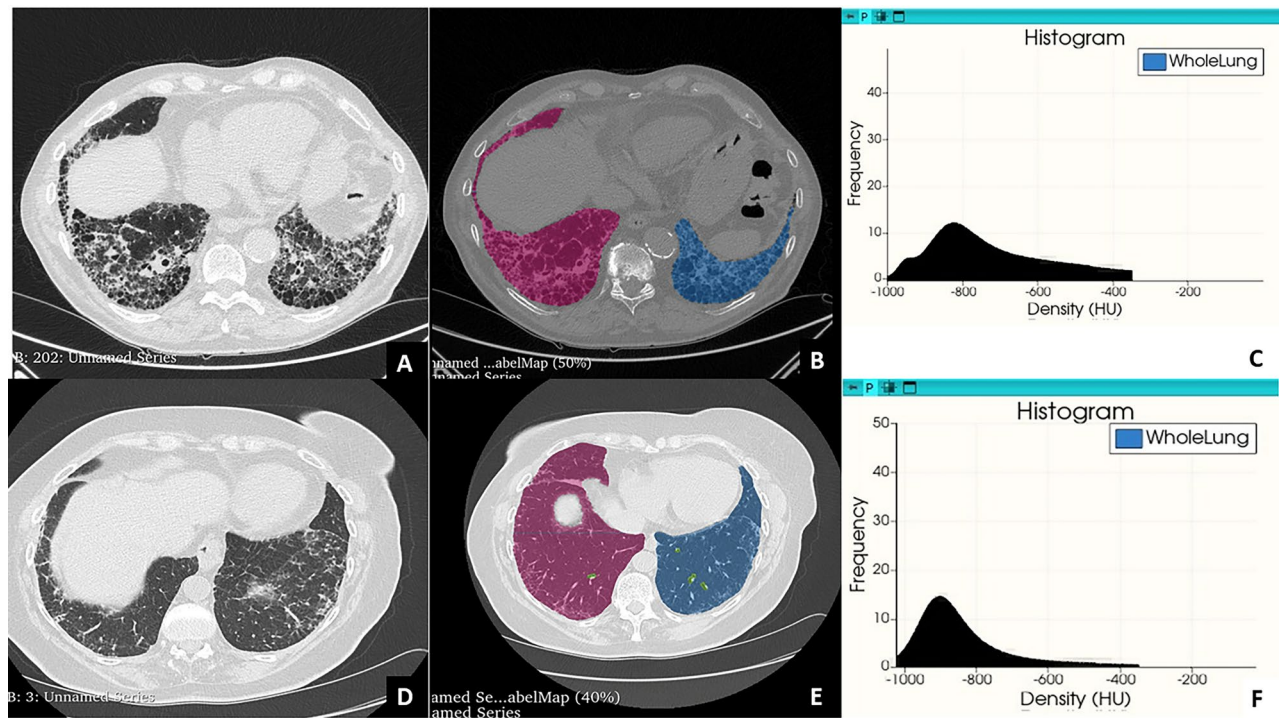 B: 202: Unnamed Series
A
nnamed ...abelMap (50%)
nnamed Series
B
P
Histogram
WholeLung
Frequency
40
30
20
10
0
-1000 -800 -600 -400 -200
Density (HU)
C
B: 3: Unnamed Series
D
amed Se...abelMap (40%)
amed Series
E
P
Histogram
WholeLung
Frequency
50
40
30
20
10
0
-1000 -800 -600 -400 -200
Density (HU)
F